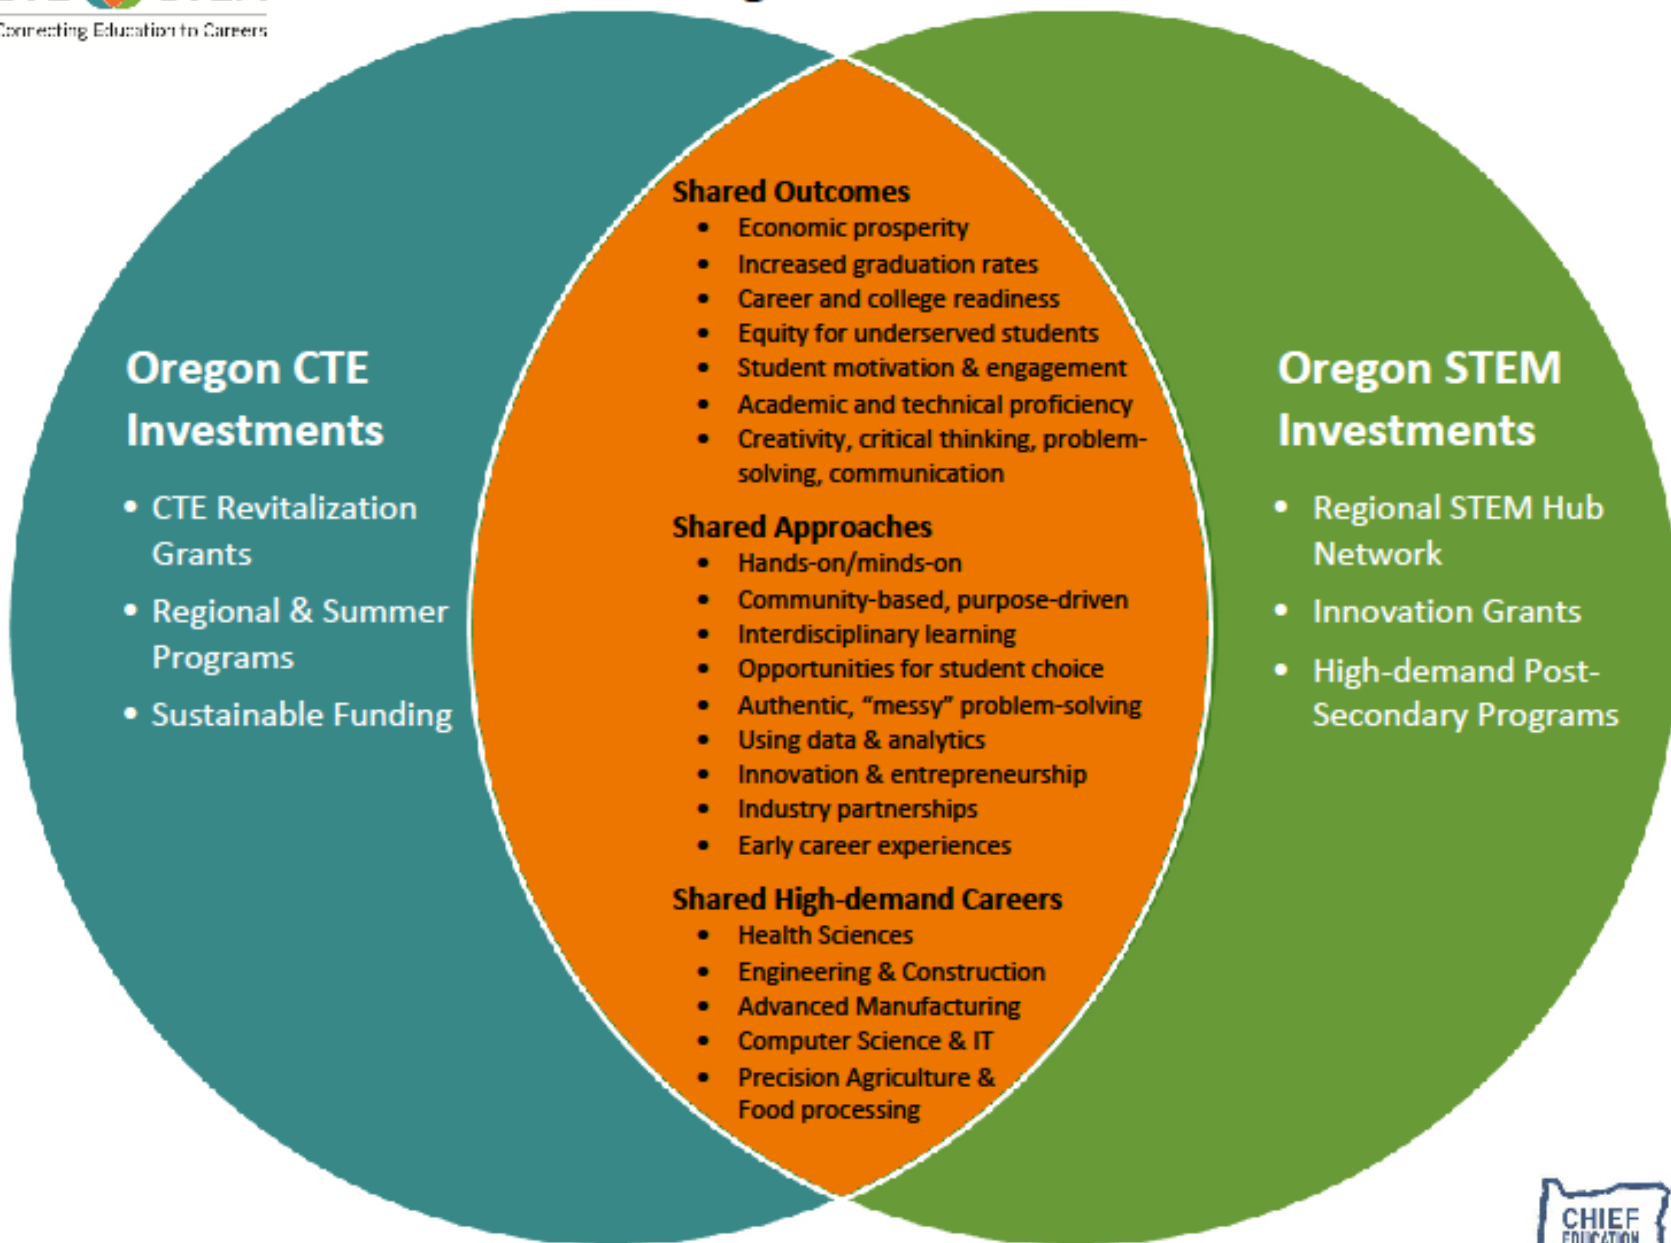 Connecting Education to Careers
Shared Outcomes
• Economic prosperity
• Increased graduation rates
• Career and college readiness
• Equity for underserved students
• Student motivation & engagement
• Academic and technical proficiency
• Creativity, critical thinking, problem-
solving, communication
Shared Approaches
• Hands-on/minds-on
• Community-based, purpose-driven
• Interdisciplinary learning
• Opportunities for student choice
• Authentic, “messy” problem-solving
• Using data & analytics
• Innovation & entrepreneurship
• Industry partnerships
• Early career experiences
Shared High-demand Careers
• Health Sciences
• Engineering & Construction
• Advanced Manufacturing
• Computer Science & IT
• Precision Agriculture &
Food processing
Oregon CTE
Investments
• CTE Revitalization
Grants
• Regional & Summer
Programs
• Sustainable Funding
Oregon STEM
Investments
• Regional STEM Hub
Network
• Innovation Grants
• High-demand Post-
Secondary Programs
CHIEF
EDUCATION